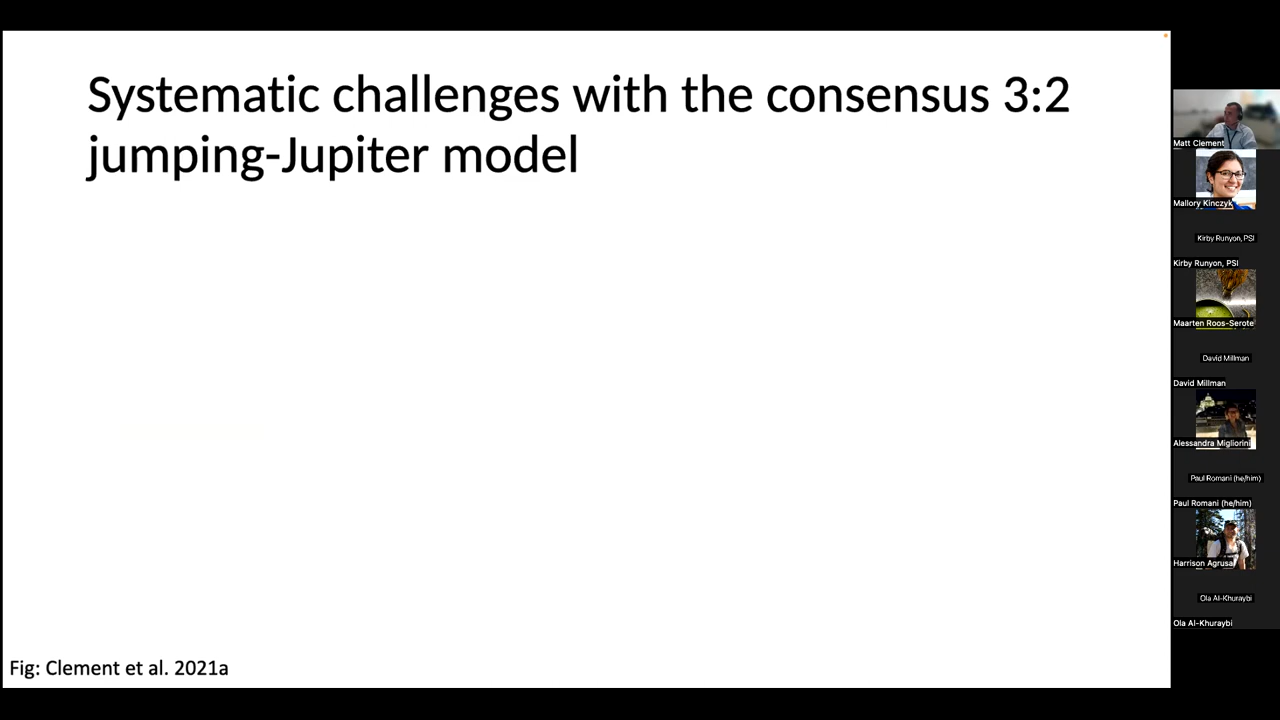 Systematic challenges with the consensus 3:2
jumping-Jupiter model
Fig: Clement et al. 2021a
Matt Clement
Mallory Kinczyk
Kirby Runyon, PSI
Kirby Runyon, PSI
Maarten Roos-Serote
David Millman
David Millman
Alessandra Migliorini
Paul Romani (he/him)
Paul Romani (he/him)
Harrison Agrusa
Ola Al-Khuraybi
Ola Al-Khuraybi